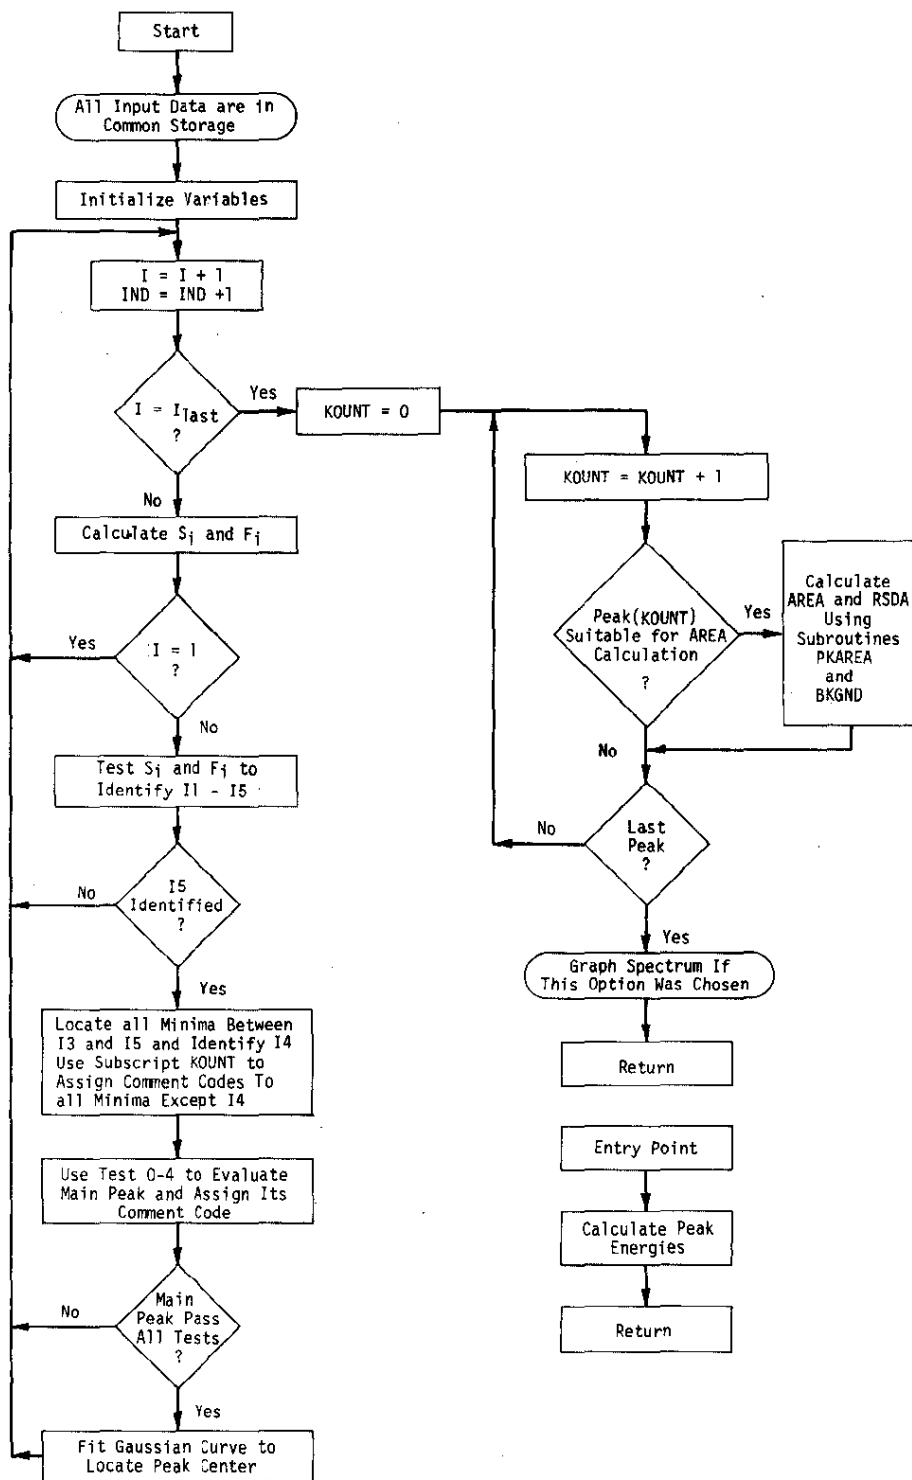 Start
All Input Data are in
Common Storage
Initialize Variables
I = I + 1
IND = IND +1
I = Ilast
?
Yes
No
KOUNT = 0
Calculate Si and Fi
I = 1
?
Yes
No
Test Si and Fi to
Identify I1 - I5
I5
Identified
?
No
Yes
Locate all Minima Between
I3 and I5 and Identify I4
Use Subscript KOUNT to
Assign Comment Codes To
all Minima Except I4
Use Test 0-4 to Evaluate
Main Peak and Assign Its
Comment Code
Main
Peak Pass
All Tests
?
No
Yes
Fit Gaussian Curve to
Locate Peak Center
KOUNT = KOUNT + 1
Peak(KOUNT)
Suitable for AREA
Calculation
?
Yes
No
Calculate
AREA and RSDA
Using
Subroutines
PKAREA
and
BKGND
Last
Peak
?
No
Yes
Graph Spectrum If
This Option Was Chosen
Return
Entry Point
Calculate Peak
Energies
Return